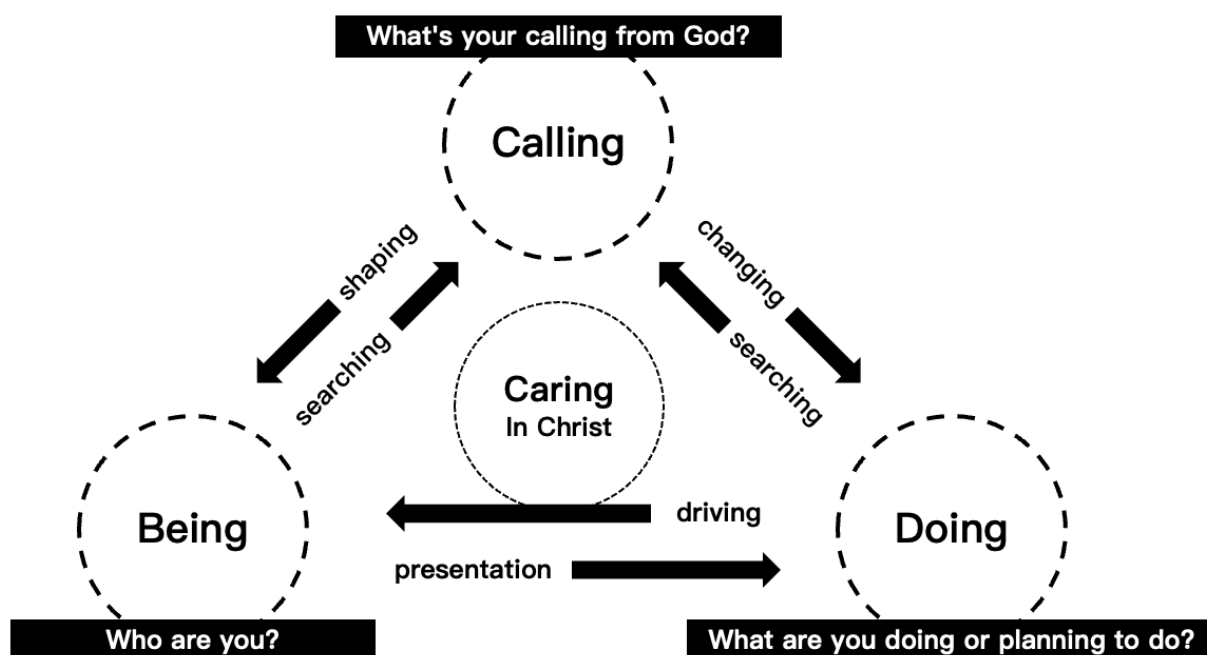 What's your calling from God?
Calling
shaping
changing
searching
searching
Caring
In Christ
Being
Doing
driving
presentation
Who are you?
What are you doing or planning to do?